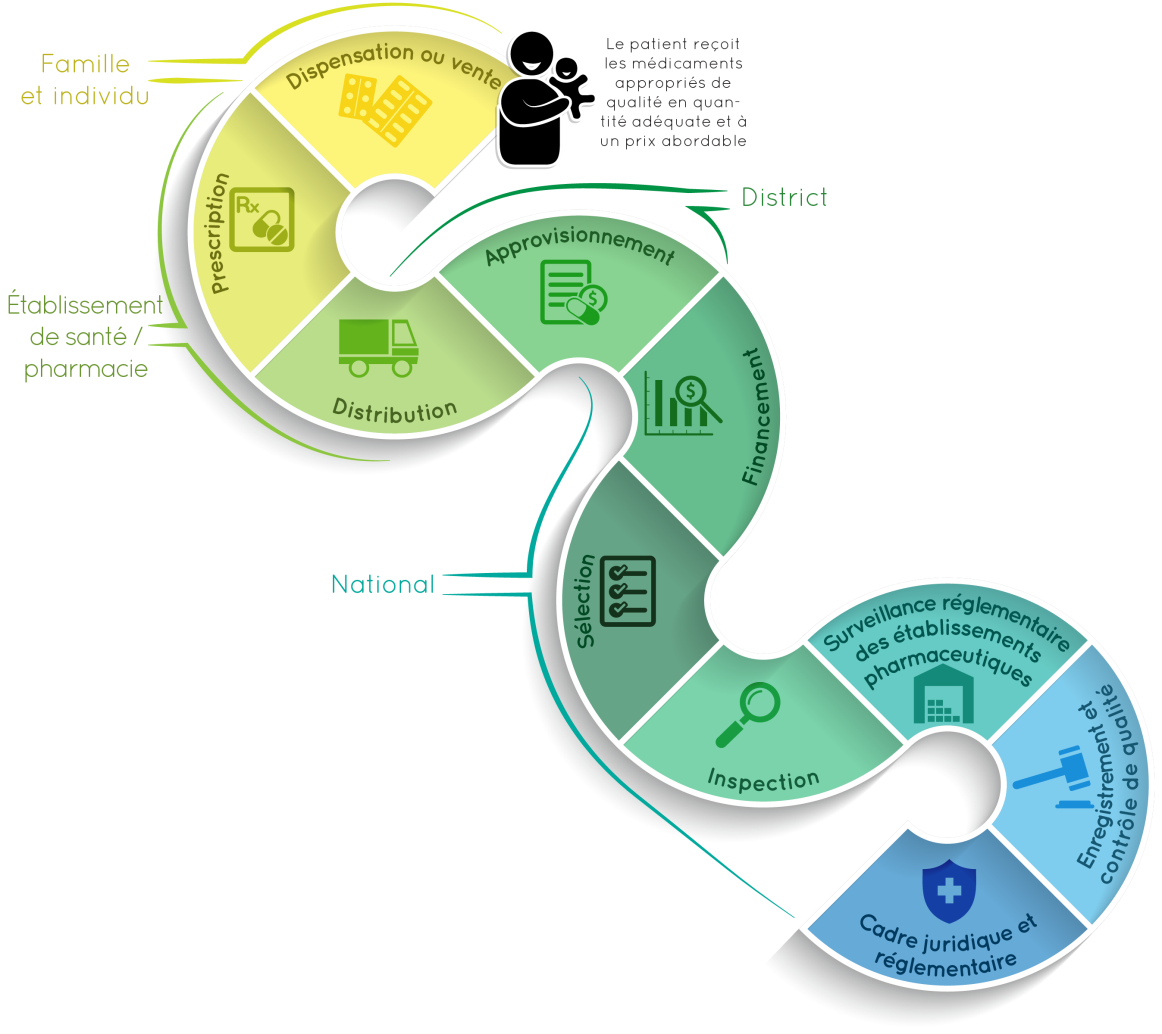 Famille
et individu
Dispensation ou vente
Le patient reçoit
les médicaments
appropriés de
qualité en quan-
tité adéquate et à
un prix abordable
Prescription
Rx
District
Approvisionnement
$
Établissement
de santé /
pharmacie
Distribution
Financement
$
National
Sélection
Surveillance réglementaire
des établissements
pharmaceutiques
Inspection
Enregistrement et
contrôle de qualité
Cadre juridique et
réglementaire